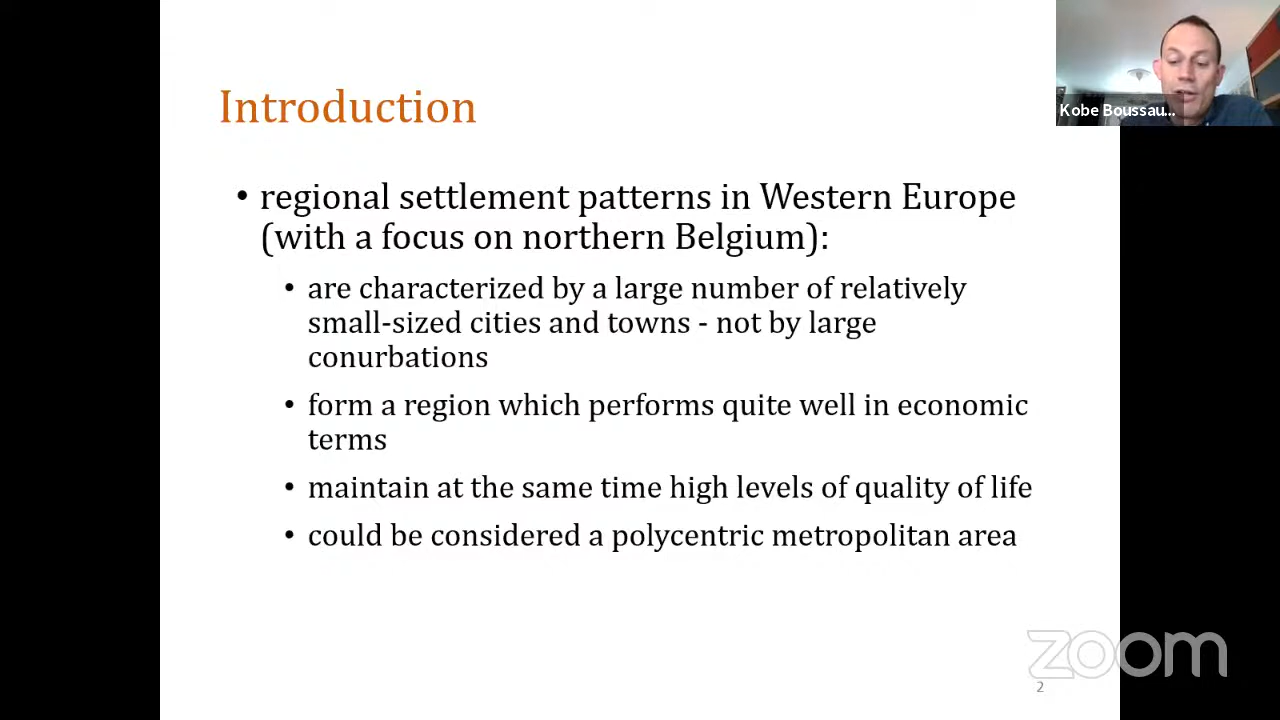 Introduction
Kobe Boussau...
• regional settlement patterns in Western Europe
(with a focus on northern Belgium):
• are characterized by a large number of relatively
small-sized cities and towns - not by large
conurbations
• form a region which performs quite well in economic
terms
• maintain at the same time high levels of quality of life
• could be considered a polycentric metropolitan area
zoom
2